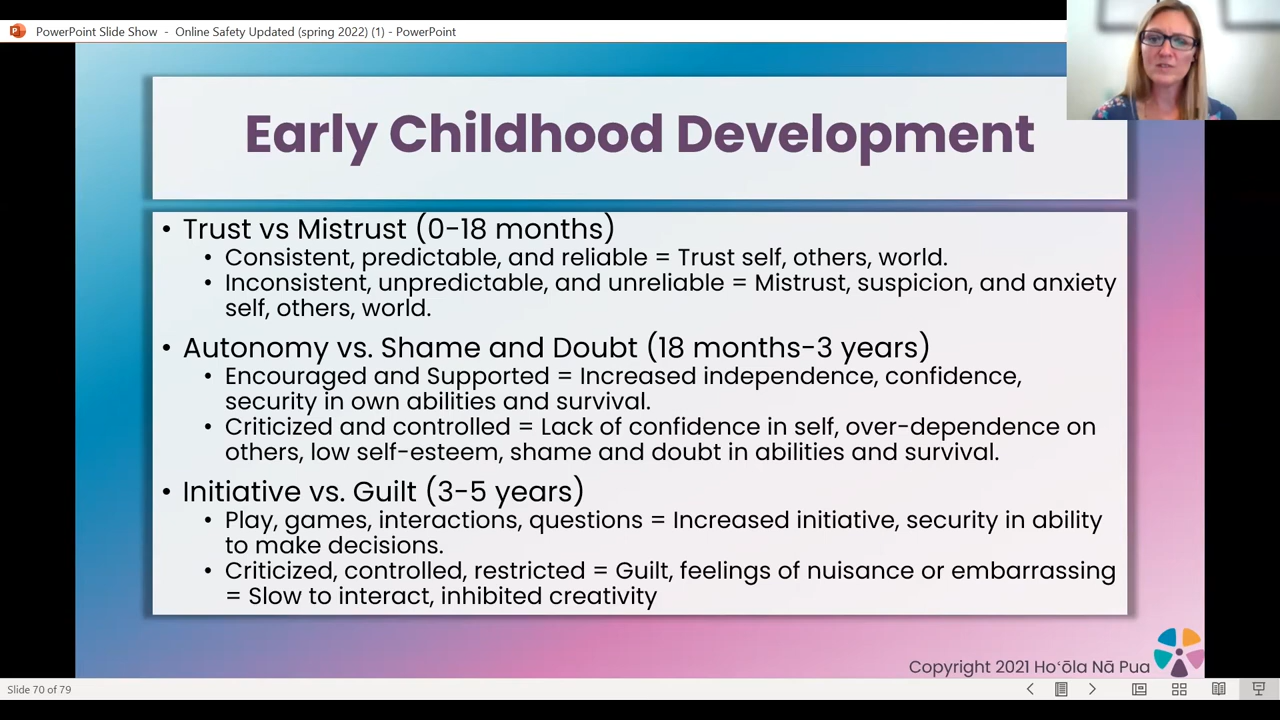 PowerPoint Slide Show - Online Safety Updated (spring 2022) (1) - PowerPoint
Early Childhood Development
• Trust vs Mistrust (0-18 months)
• Consistent, predictable, and reliable = Trust self, others, world.
• Inconsistent, unpredictable, and unreliable = Mistrust, suspicion, and anxiety
self, others, world.
• Autonomy vs. Shame and Doubt (18 months-3 years)
• Encouraged and Supported = Increased independence, confidence,
security in own abilities and survival.
• Criticized and controlled = Lack of confidence in self, over-dependence on
others, low self-esteem, shame and doubt in abilities and survival.
• Initiative vs. Guilt (3-5 years)
• Play, games, interactions, questions = Increased initiative, security in ability
to make decisions.
• Criticized, controlled, restricted = Guilt, feelings of nuisance or embarrassing
= Slow to interact, inhibited creativity
Copyright 2021 Hoʻōla Nā Pua
Slide 70 of 79